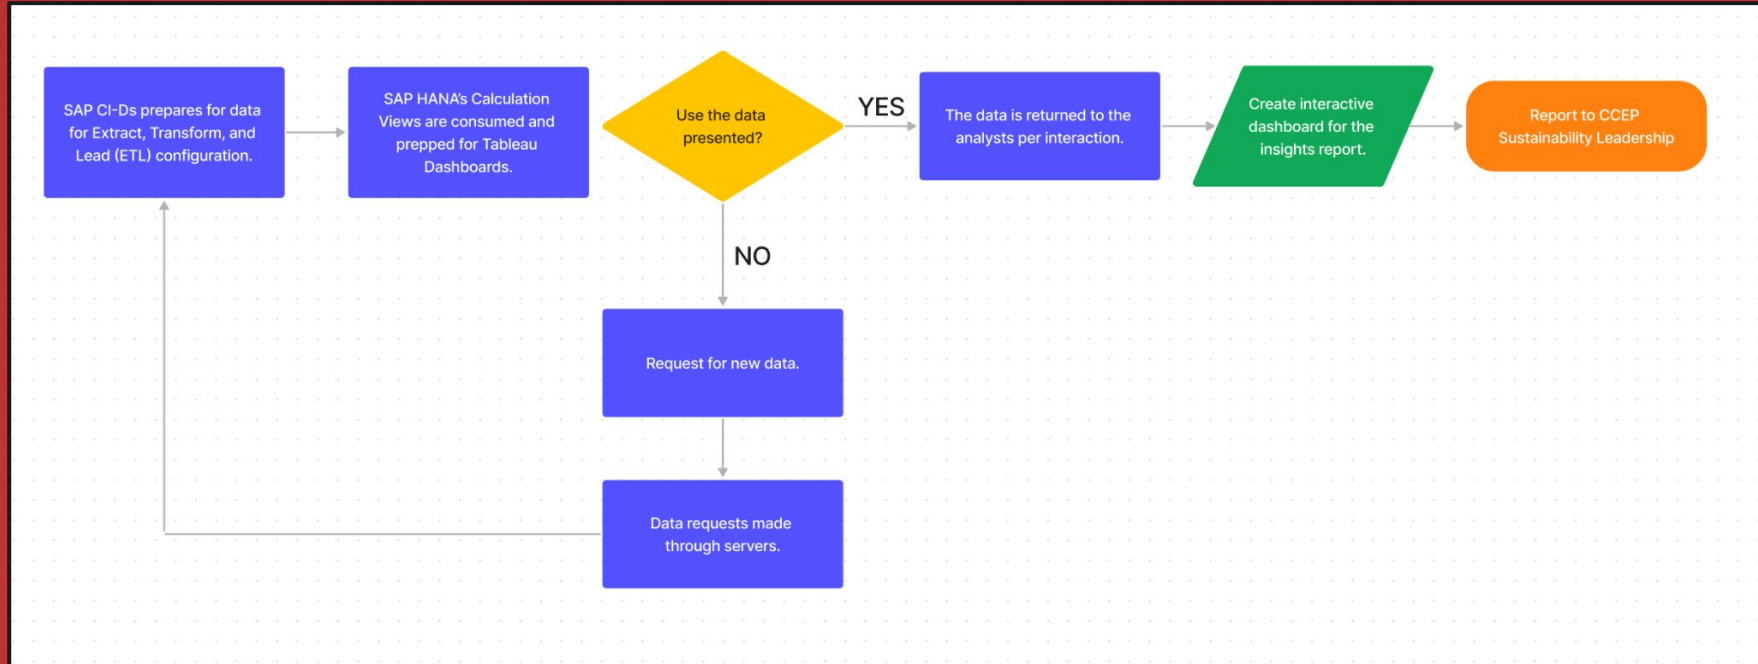 SAP CI-Ds prepares for data
for Extract, Transform, and
Lead (ETL) configuration.
SAP HANA's Calculation
Views are consumed and
prepped for Tableau
Dashboards.
Use the data
presented?
YES
The data is returned to the
analysts per interaction.
Create interactive
dashboard for the
insights report.
Report to CCEP
Sustainability Leadership
NO
Request for new data.
Data requests made
through servers.